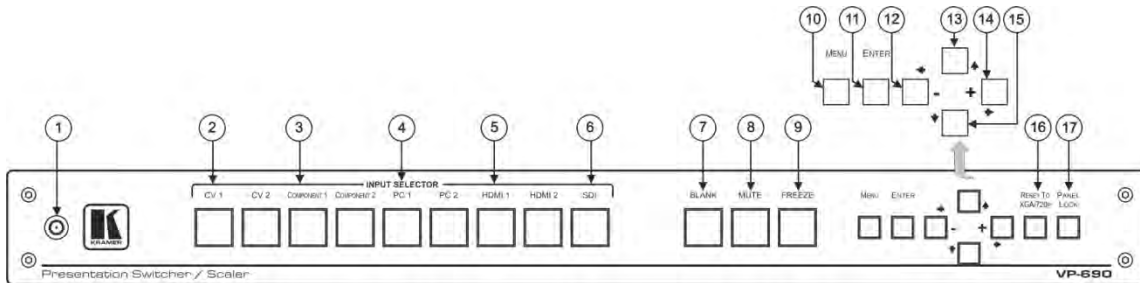 10 11 12 13 14 15
MENU ENTER
- +
1 2 3 4 5 6 7 8 9 16 17
INPUT SELECTOR
CV 1 CV 2 COMPONENT 1 COMPONENT 2 PC 1 PC 2 HDMI 1 HDMI 2 SDI BLANK MUTE FREEZE MENU ENTER RESET TO XGA/720P PANEL LOCK
K
KRAMER
- +
Presentation Switcher / Scaler VP-690